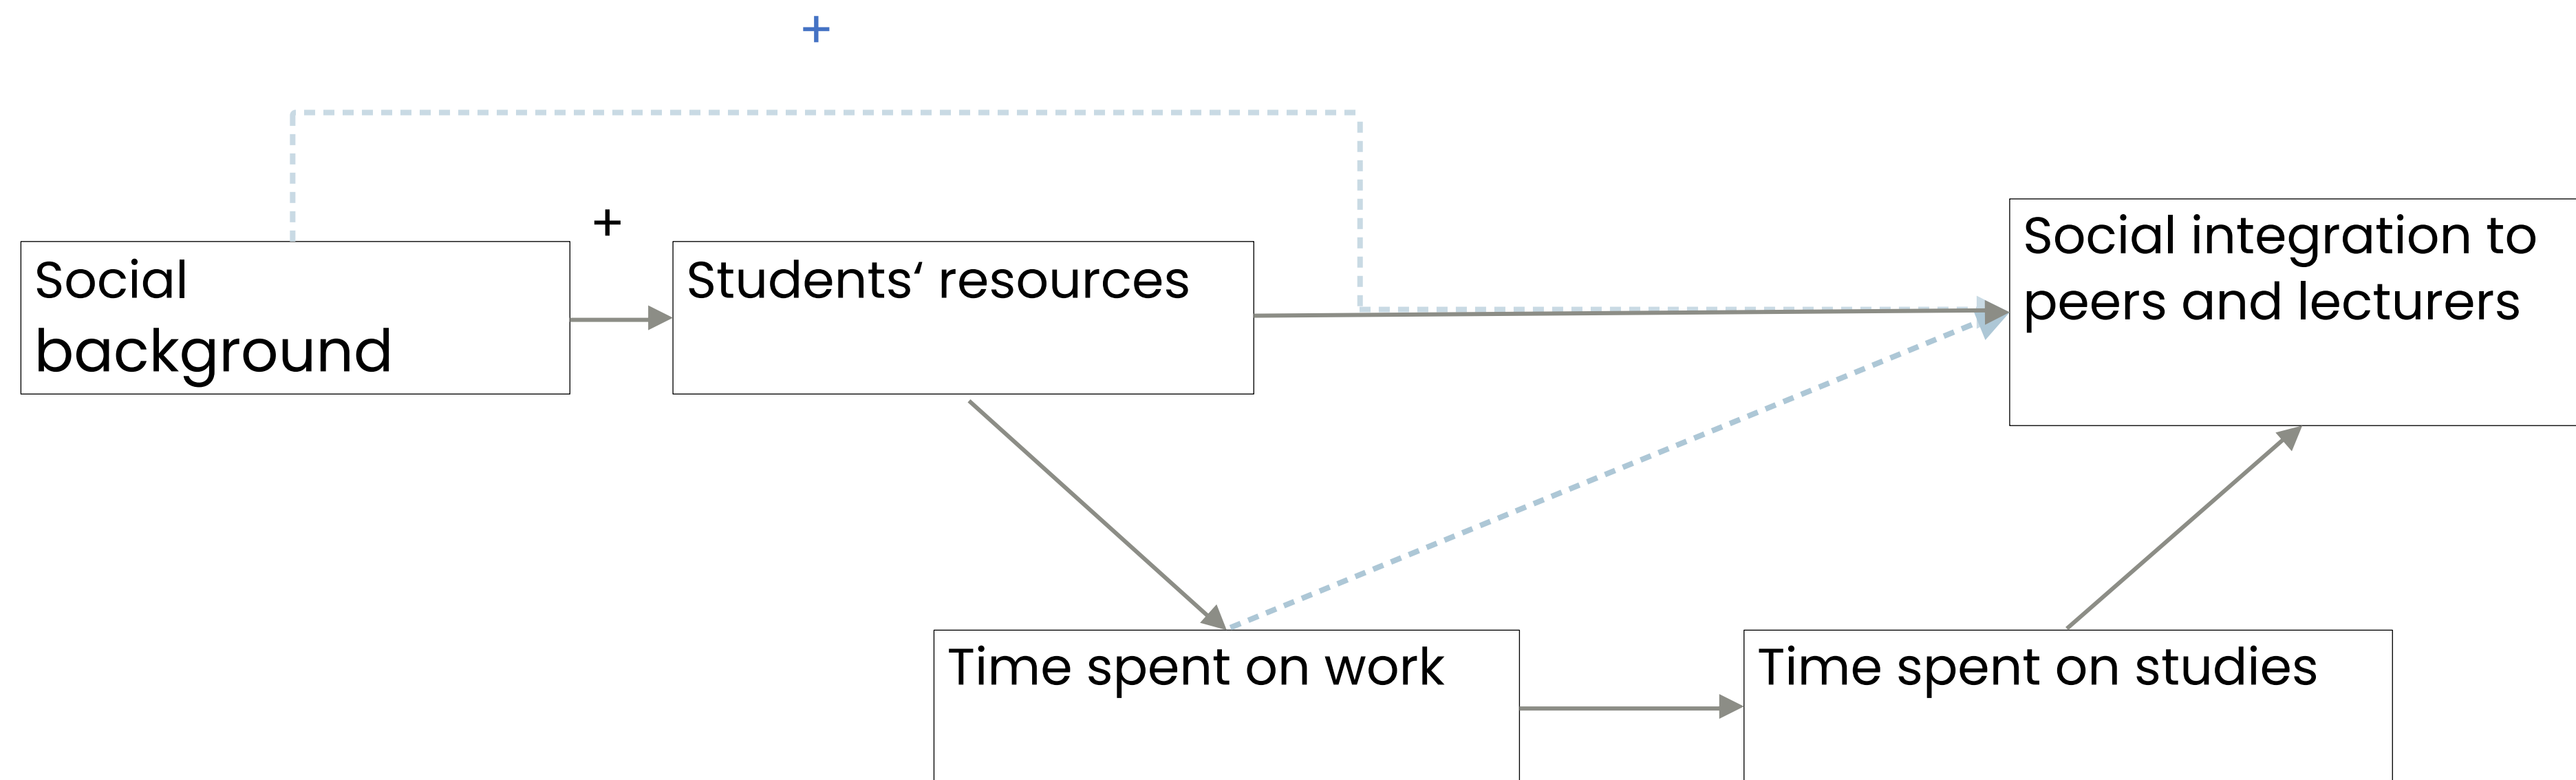 +
+
Social
background
Students‘ resources
Social integration to
peers and lecturers
Time spent on work
Time spent on studies